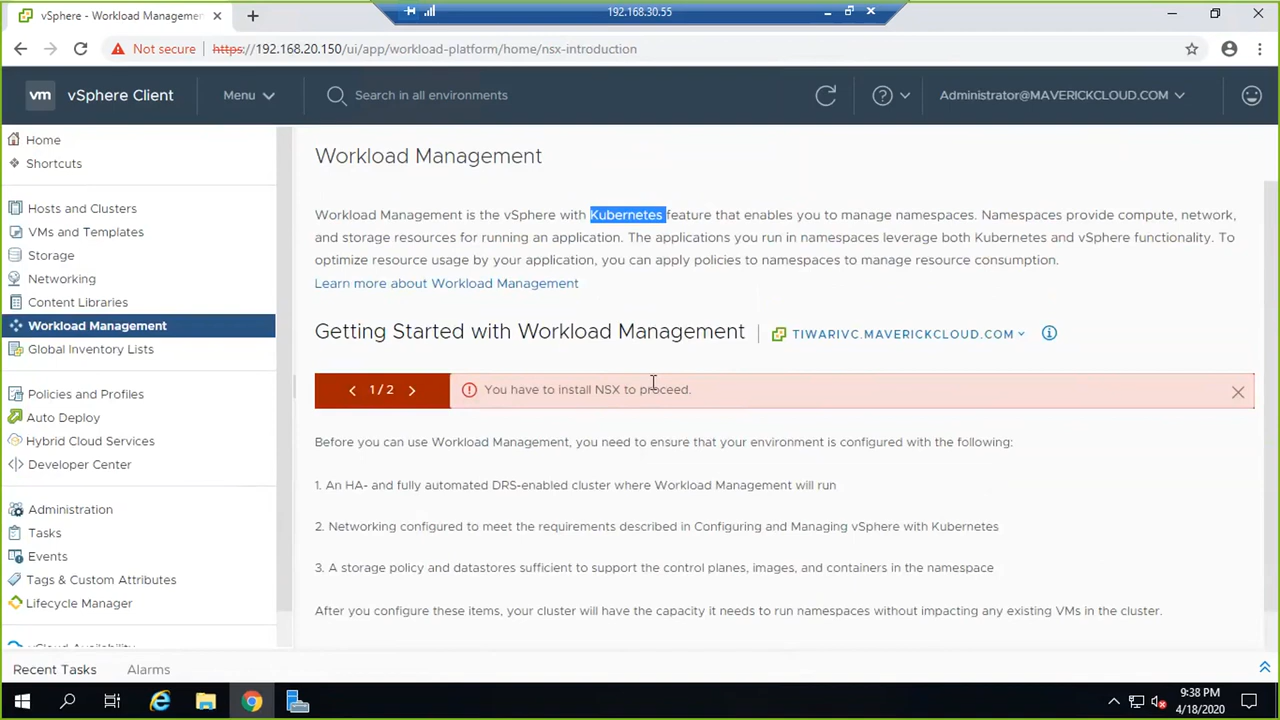 vSphere - Workload Managemen
192.168.30.55
Not secure
https://192.168.20.150/ui/app/workload-platform/home/nsx-introduction
vm
vSphere Client
Menu
Search in all environments
Administrator@MAVERICKCLOUD.COM
Home
Shortcuts
Hosts and Clusters
VMs and Templates
Storage
Networking
Content Libraries
Workload Management
Global Inventory Lists
Policies and Profiles
Auto Deploy
Hybrid Cloud Services
Developer Center
Administration
Tasks
Events
Tags & Custom Attributes
Lifecycle Manager
vCloud Availability
Workload Management
Workload Management is the vSphere with Kubernetes feature that enables you to manage namespaces. Namespaces provide compute, network,
and storage resources for running an application. The applications you run in namespaces leverage both Kubernetes and vSphere functionality. To
optimize resource usage by your application, you can apply policies to namespaces to manage resource consumption.
Learn more about Workload Management
Getting Started with Workload Management
TIWARIVC.MAVERICKCLOUD.COM
1 / 2
You have to install NSX to proceed.
Before you can use Workload Management, you need to ensure that your environment is configured with the following:
1. An HA- and fully automated DRS-enabled cluster where Workload Management will run
2. Networking configured to meet the requirements described in Configuring and Managing vSphere with Kubernetes
3. A storage policy and datastores sufficient to support the control planes, images, and containers in the namespace
After you configure these items, your cluster will have the capacity it needs to run namespaces without impacting any existing VMs in the cluster.
Recent Tasks
Alarms
9:38 PM
4/18/2020